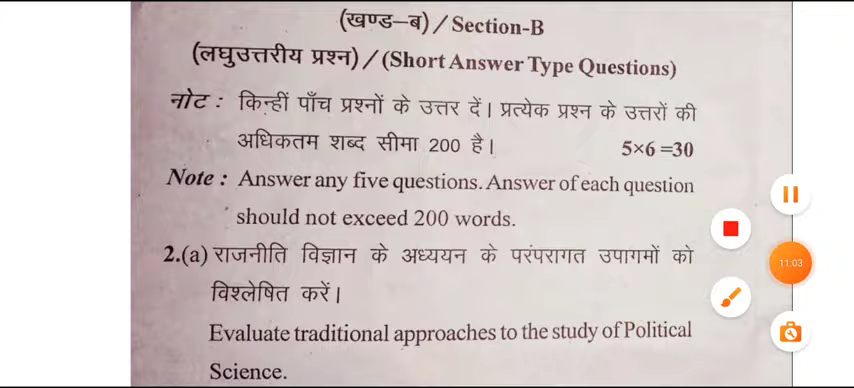 (खण्ड–ब) / Section-B
(लघुउत्तरीय प्रश्न) / (Short Answer Type Questions)
नोट : किन्हीं पाँच प्रश्नों के उत्तर दें। प्रत्येक प्रश्न के उत्तरों की
अधिकतम शब्द सीमा 200 है। 5×6 =30
Note : Answer any five questions. Answer of each question
should not exceed 200 words.
2.(a) राजनीति विज्ञान के अध्ययन के परंपरागत उपागमों को
विश्लेषित करें।
Evaluate traditional approaches to the study of Political
Science.
11:03